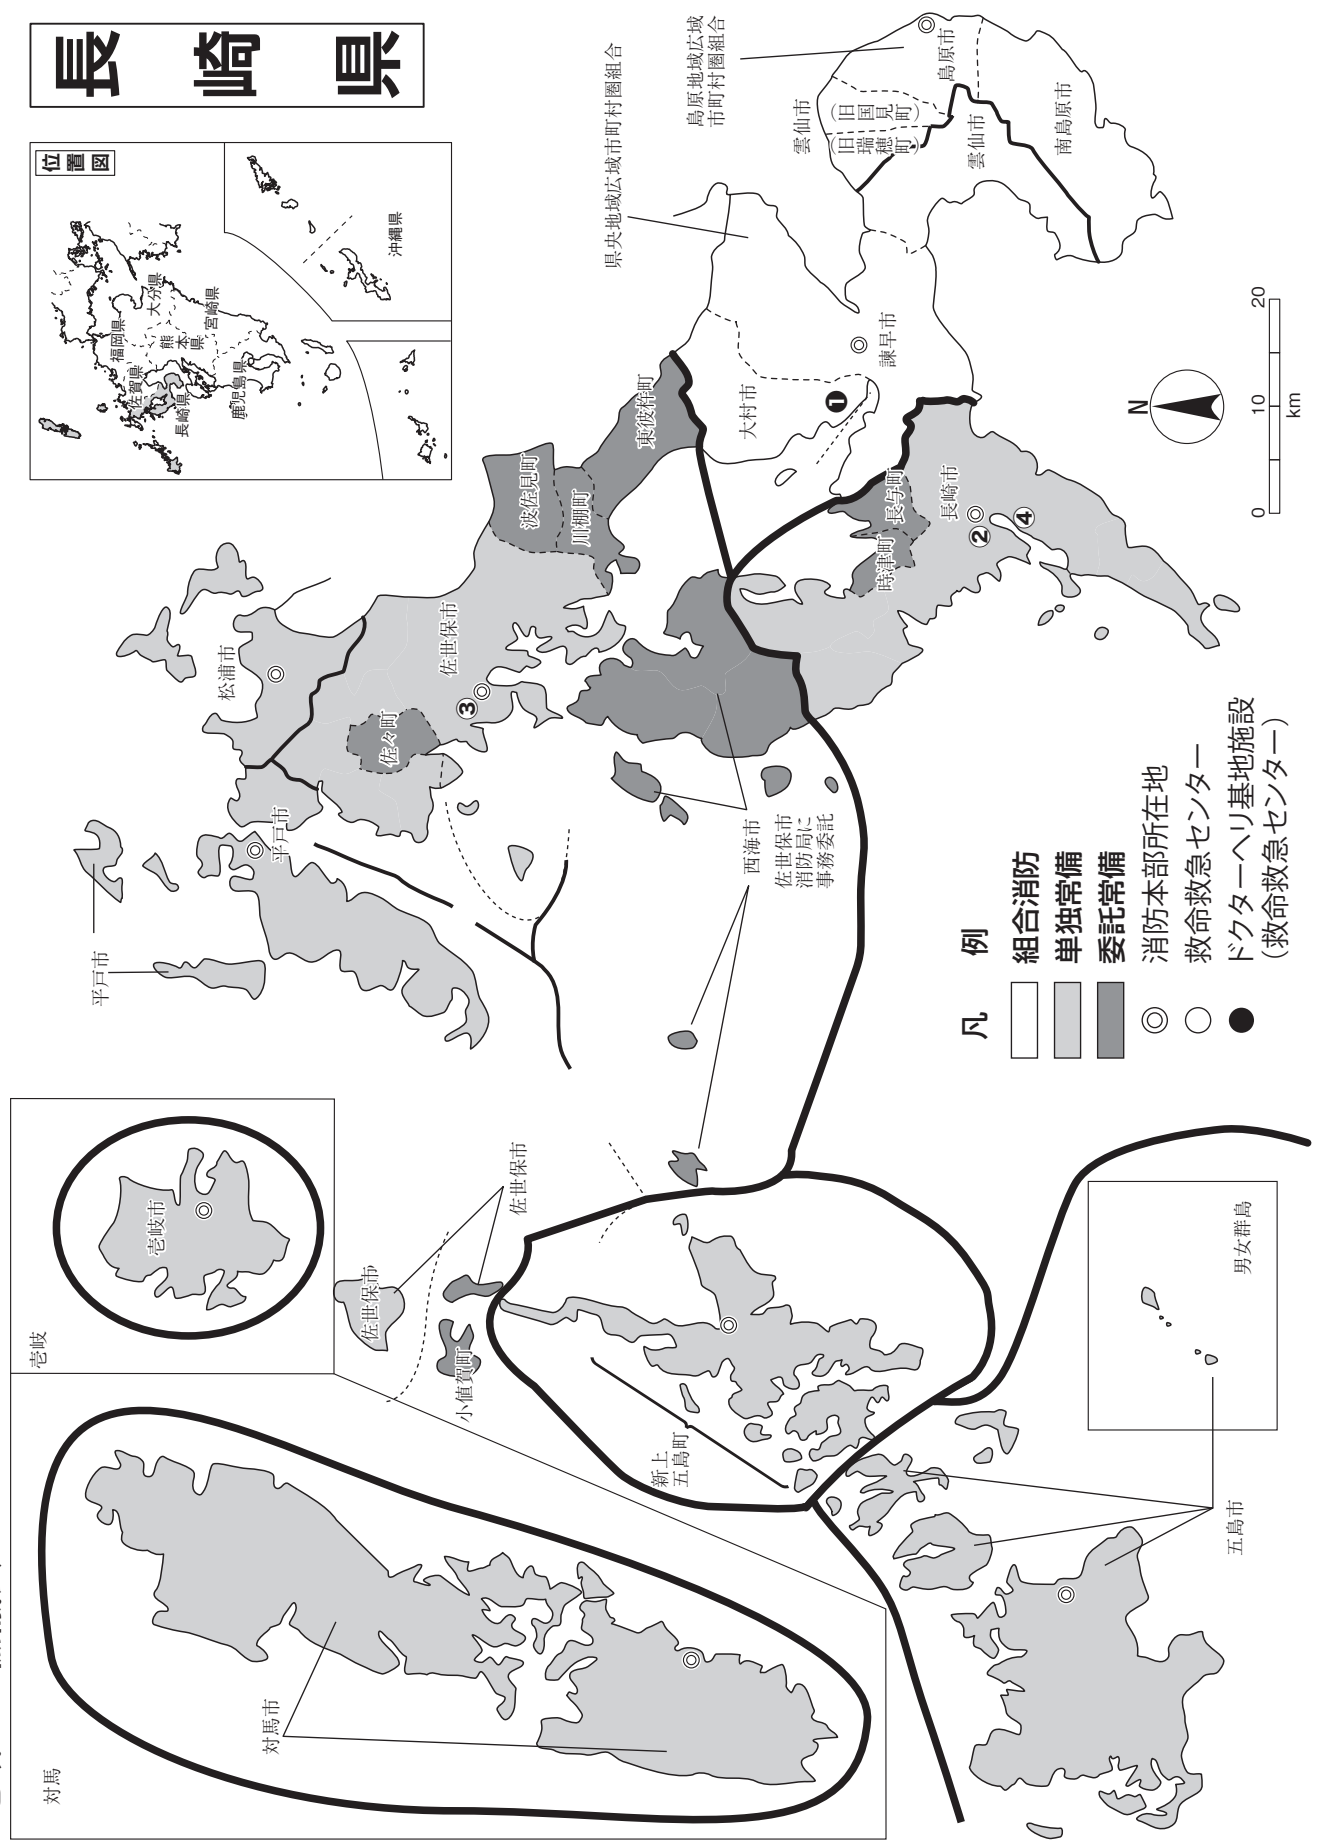 長崎県
位置図
福岡県
佐賀県
長崎県
大分県
熊本県
宮崎県
鹿児島県
沖縄県
県央地域広域市町村圏組合
島原地域広域
市町村圏組合
島原市
雲仙市
(旧国見町)
(旧瑞穂町)
雲仙市
南島原市
諫早市
大村市
❶
東彼杵町
波佐見町
川棚町
長与町
時津町
長崎市
②
④
松浦市
佐世保市
③
佐々町
平戸市
平戸市
西海市
佐世保市
消防局に
事務委託
N
0 10 20
km
凡例
組合消防
単独常備
委託常備
消防本部所在地
救命救急センター
ドクターヘリ基地施設
(救命救急センター)
壱岐
壱岐市
佐世保市
佐世保市
小値賀町
新上
五島町
対馬
対馬市
男女群島
五島市